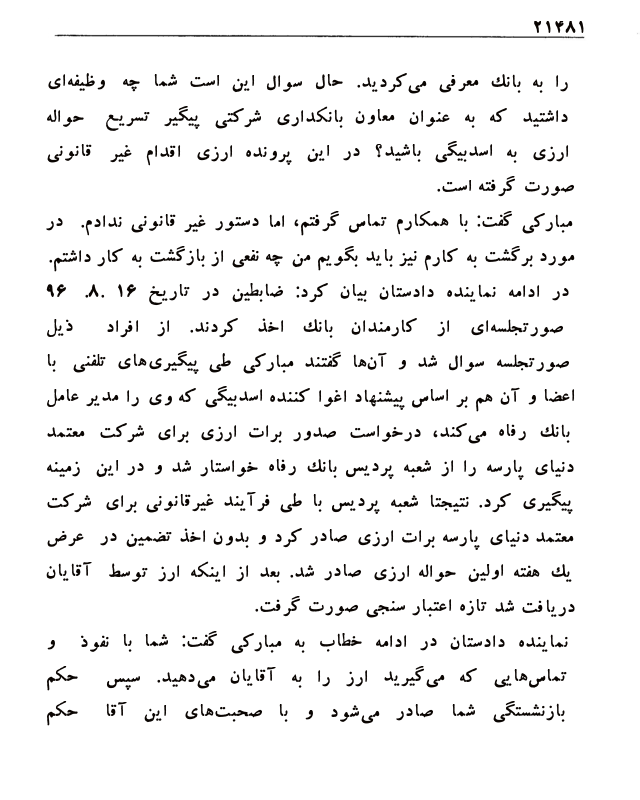 ۲۱۴۸۱
را به بانك معرفی می‌کردید. حال سوال این است شما چه وظیفه‌ای
داشتید که به عنوان معاون بانکداری شرکتی پیگیر تسریع حواله
ارزی به اسدبیگی باشید؟ در این پرونده ارزی اقدام غیر قانونی
صورت گرفته است.
مبارکی گفت: با همکارم تماس گرفتم، اما دستور غیر قانونی ندادم. در
مورد برگشت به کارم نیز باید بگویم من چه نفعی از بازگشت به کار داشتم.
در ادامه نماینده دادستان بیان کرد: ضابطین در تاریخ ۱۶ .۸. ۹۶
صورتجلسه‌ای از کارمندان بانك اخذ کردند. از افراد ذیل
صورتجلسه سوال شد و آن‌ها گفتند مبارکی طی پیگیری‌های تلفنی با
اعضا و آن هم بر اساس پیشنهاد اغوا کننده اسدبیگی که وی را مدیر عامل
بانك رفاه می‌کند، درخواست صدور برات ارزی برای شرکت معتمد
دنیای پارسه را از شعبه پردیس بانك رفاه خواستار شد و در این زمینه
پیگیری کرد. نتیجتا شعبه پردیس با طی فرآیند غیرقانونی برای شرکت
معتمد دنیای پارسه برات ارزی صادر کرد و بدون اخذ تضمین در عرض
یك هفته اولین حواله ارزی صادر شد. بعد از اینکه ارز توسط آقایان
دریافت شد تازه اعتبار سنجی صورت گرفت.
نماینده دادستان در ادامه خطاب به مبارکی گفت: شما با نفوذ و
تماس‌هایی که می‌گیرید ارز را به آقایان می‌دهید. سپس حکم
بازنشستگی شما صادر می‌شود و با صحبت‌های این آقا حکم